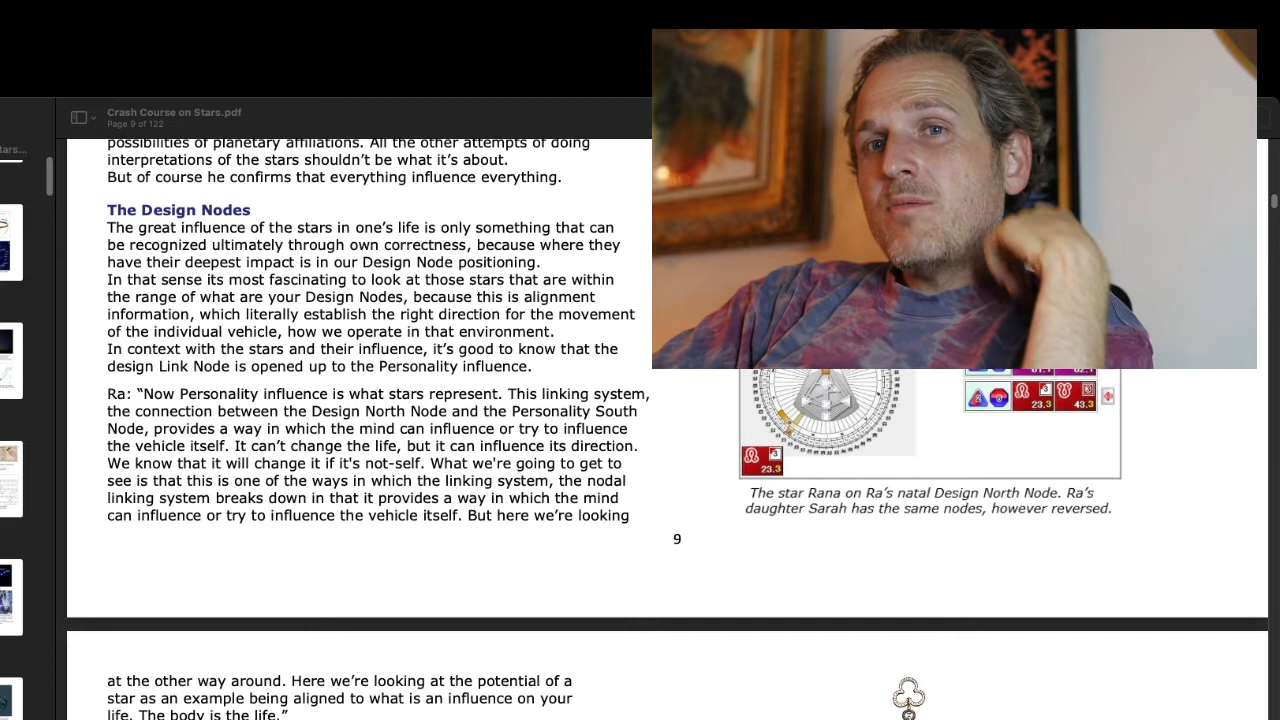 Crash Course on Stars.pdf
Page 9 of 122
tars...
possibilities of planetary affiliations. All the other attempts of doing
interpretations of the stars shouldn't be what it's about.
But of course he confirms that everything influence everything.
The Design Nodes
The great influence of the stars in one's life is only something that can
be recognized ultimately through own correctness, because where they
have their deepest impact is in our Design Node positioning.
In that sense its most fascinating to look at those stars that are within
the range of what are your Design Nodes, because this is alignment
information, which literally establish the right direction for the movement
of the individual vehicle, how we operate in that environment.
In context with the stars and their influence, it's good to know that the
design Link Node is opened up to the Personality influence.
Ra: “Now Personality influence is what stars represent. This linking system,
the connection between the Design North Node and the Personality South
Node, provides a way in which the mind can influence or try to influence
the vehicle itself. It can't change the life, but it can influence its direction.
We know that it will change it if it's not-self. What we're going to get to
see is that this is one of the ways in which the linking system, the nodal
linking system breaks down in that it provides a way in which the mind
can influence or try to influence the vehicle itself. But here we're looking
23.3 43.3
3
23.3
The star Rana on Ra's natal Design North Node. Ra's
daughter Sarah has the same nodes, however reversed.
9
at the other way around. Here we're looking at the potential of a
star as an example being aligned to what is an influence on your
life. The body is the life.”